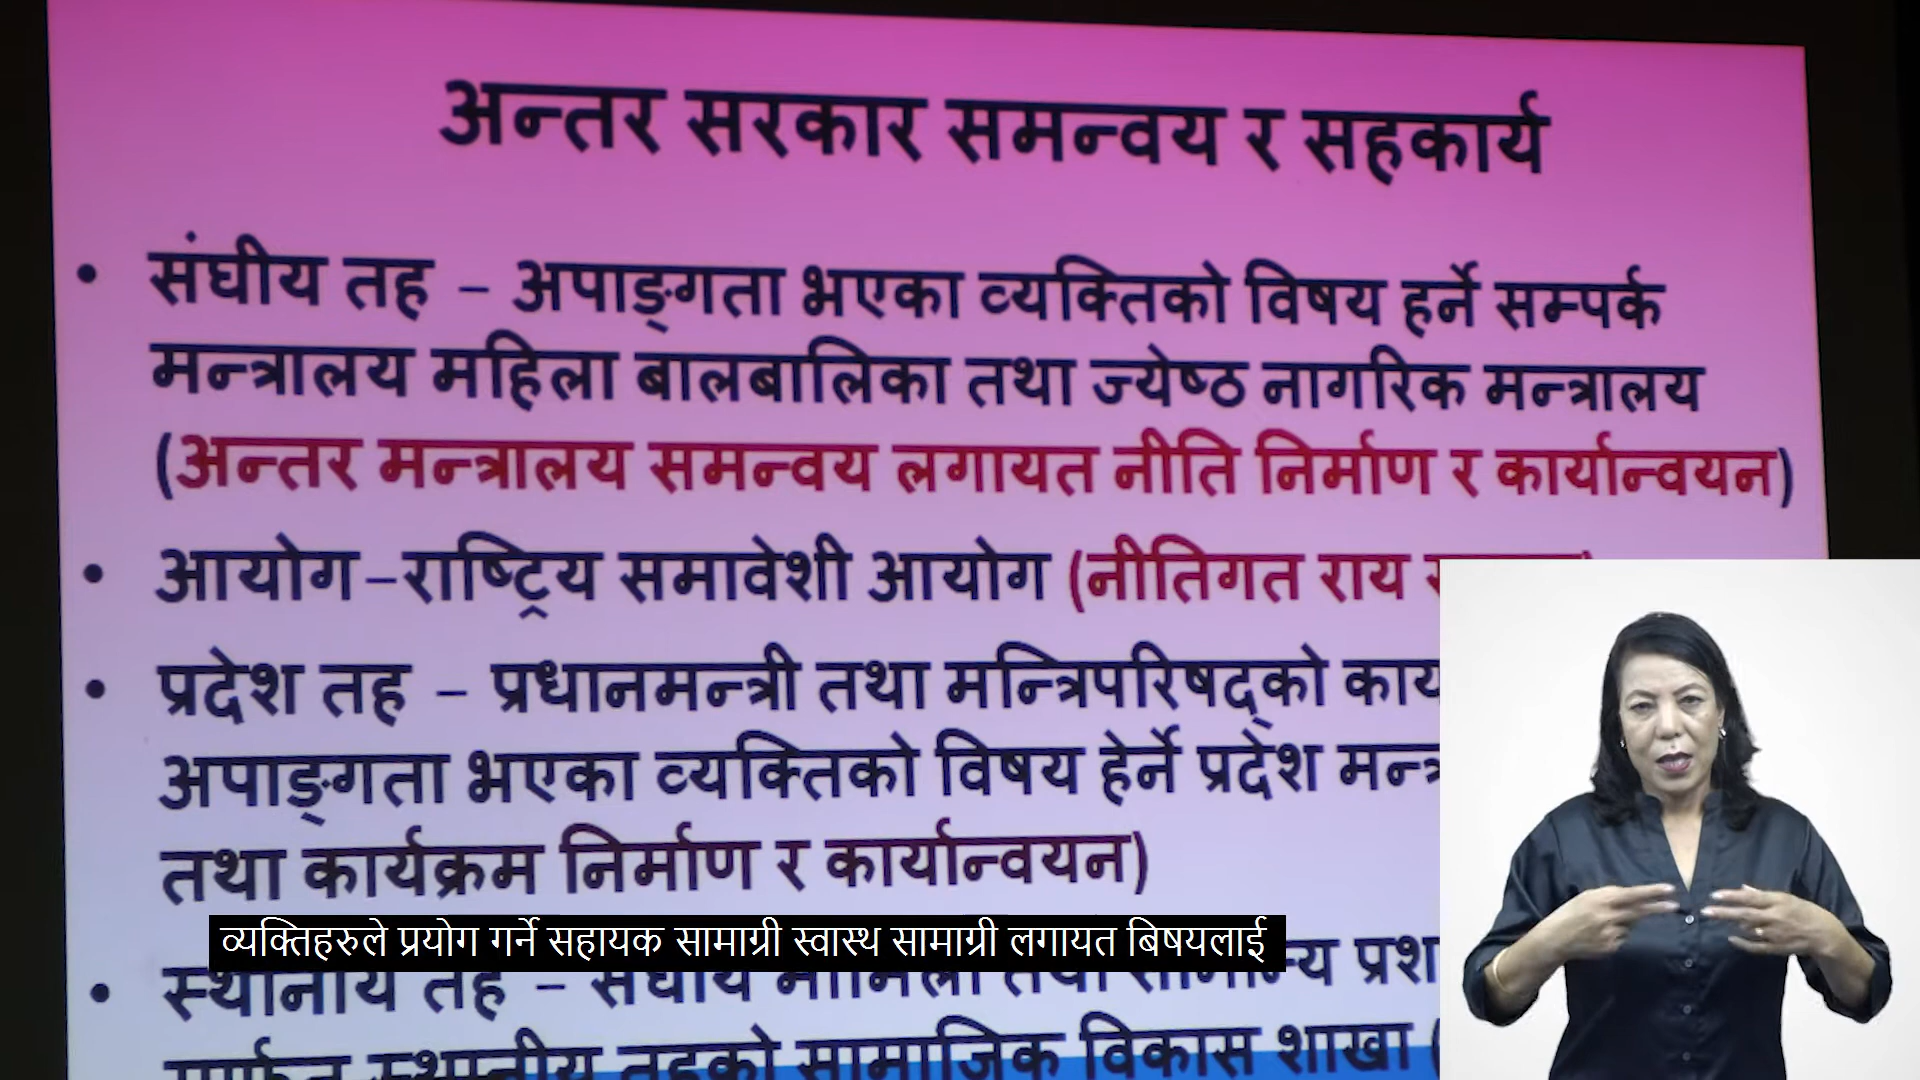 अन्तर सरकार समन्वय र सहकार्य
• संघीय तह – अपाङ्गता भएका व्यक्तिको विषय हर्ने सम्पर्क
मन्त्रालय महिला बालबालिका तथा ज्येष्ठ नागरिक मन्त्रालय
(अन्तर मन्त्रालय समन्वय लगायत नीति निर्माण र कार्यान्वयन)
• आयोग–राष्ट्रिय समावेशी आयोग (नीतिगत राय
• प्रदेश तह – प्रधानमन्त्री तथा मन्त्रिपरिषद्को
अपाङ्गता भएका व्यक्तिको विषय हेर्ने प्रदेश
तथा कार्यक्रम निर्माण र कार्यान्वयन)
व्यक्तिहरुले प्रयोग गर्ने सहायक सामाग्री स्वास्थ सामाग्री लगायत बिषयलाई
• स्थानीय तह – संघीय मामिला तथा सामान्य
स्थानीय तहको सामाजिक विकास शाखा (